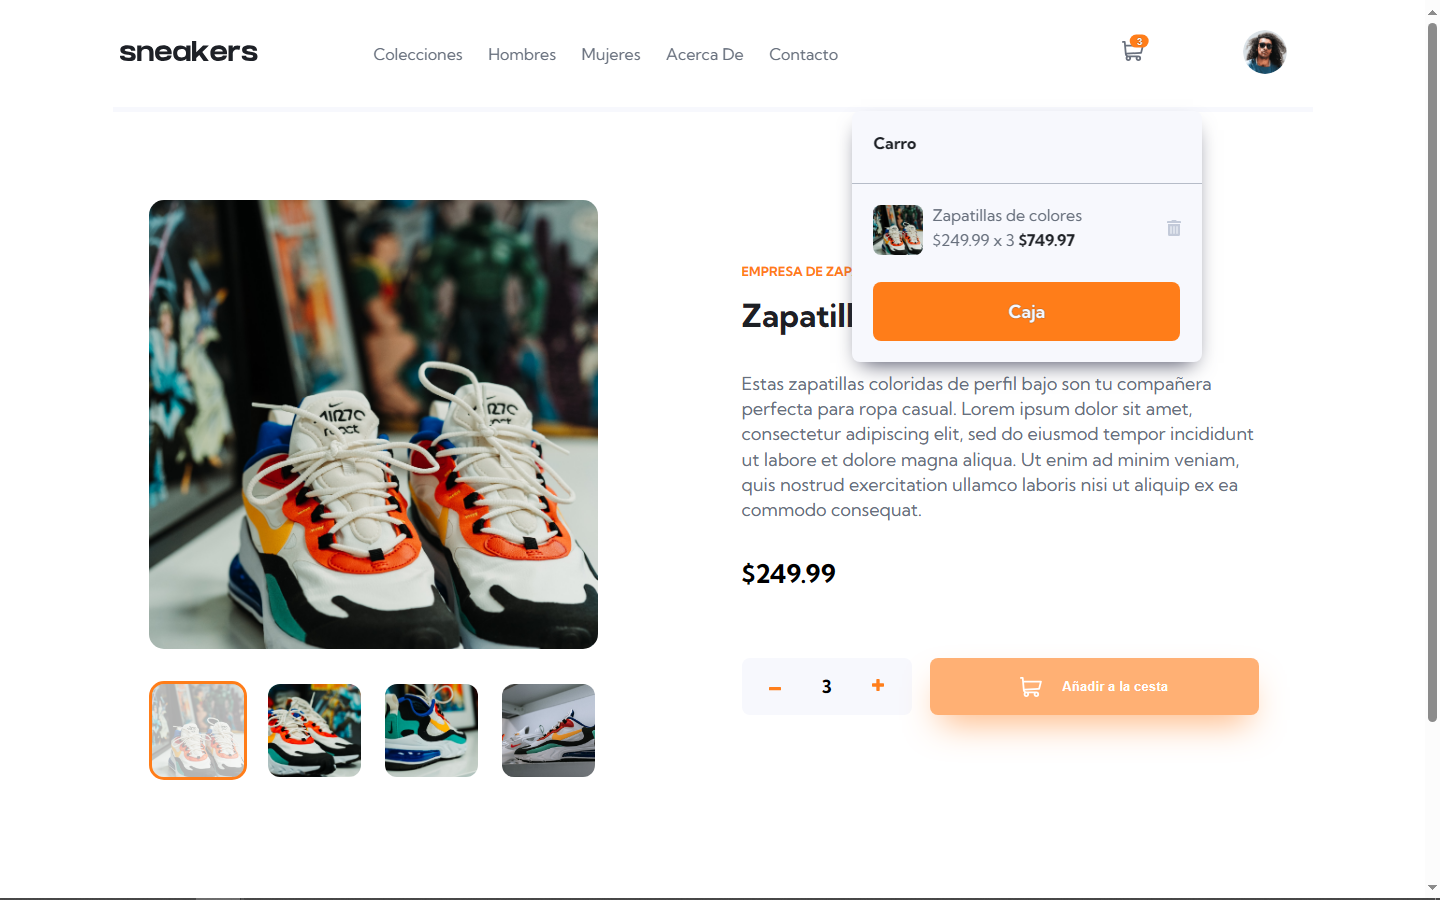 sneakers
Colecciones Hombres Mujeres Acerca De Contacto
3
Carro
Zapatillas de colores
$249.99 x 3 $749.97
Caja
EMPRESA DE ZAP
Zapatill
Estas zapatillas coloridas de perfil bajo son tu compañera
perfecta para ropa casual. Lorem ipsum dolor sit amet,
consectetur adipiscing elit, sed do eiusmod tempor incididunt
ut labore et dolore magna aliqua. Ut enim ad minim veniam,
quis nostrud exercitation ullamco laboris nisi ut aliquip ex ea
commodo consequat.
$249.99
– 3 +
Añadir a la cesta